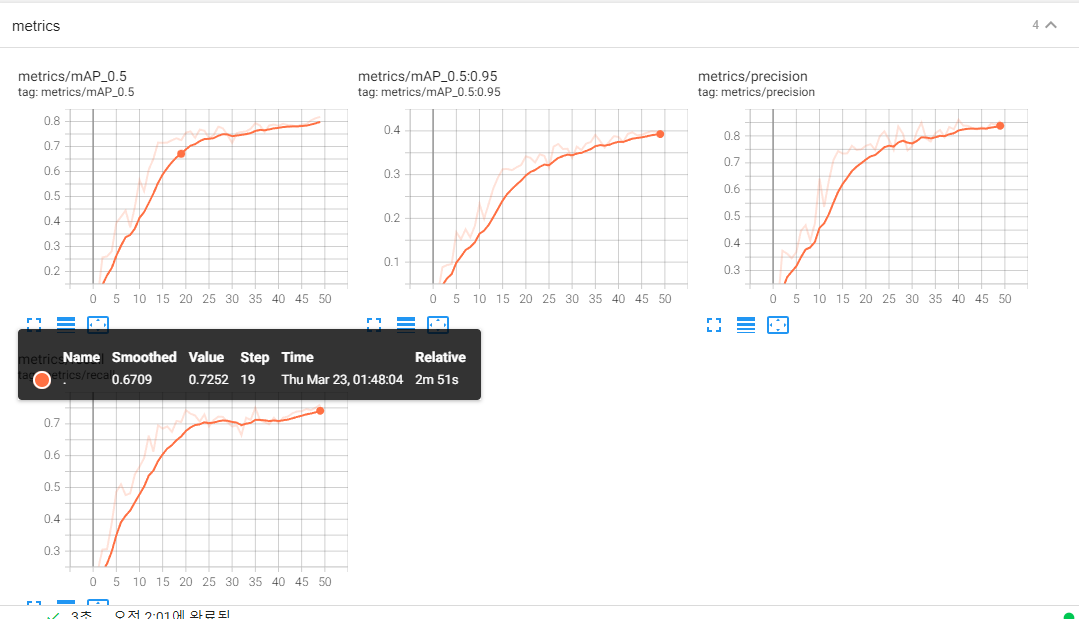 metrics
4
metrics/mAP_0.5
tag: metrics/mAP_0.5
0.8
0.7
0.6
0.5
0.4
0.3
0.2
0 5 10 15 20 25 30 35 40 45 50
metrics/mAP_0.5:0.95
tag: metrics/mAP_0.5:0.95
0.4
0.3
0.2
0.1
0 5 10 15 20 25 30 35 40 45 50
metrics/precision
tag: metrics/precision
0.8
0.7
0.6
0.5
0.4
0.3
0 5 10 15 20 25 30 35 40 45 50
Name Smoothed Value Step Time Relative
. 0.6709 0.7252 19 Thu Mar 23, 01:48:04 2m 51s
tag: metrics/recall
0.7
0.6
0.5
0.4
0.3
0 5 10 15 20 25 30 35 40 45 50
3초 오전 2:01에 완료됨